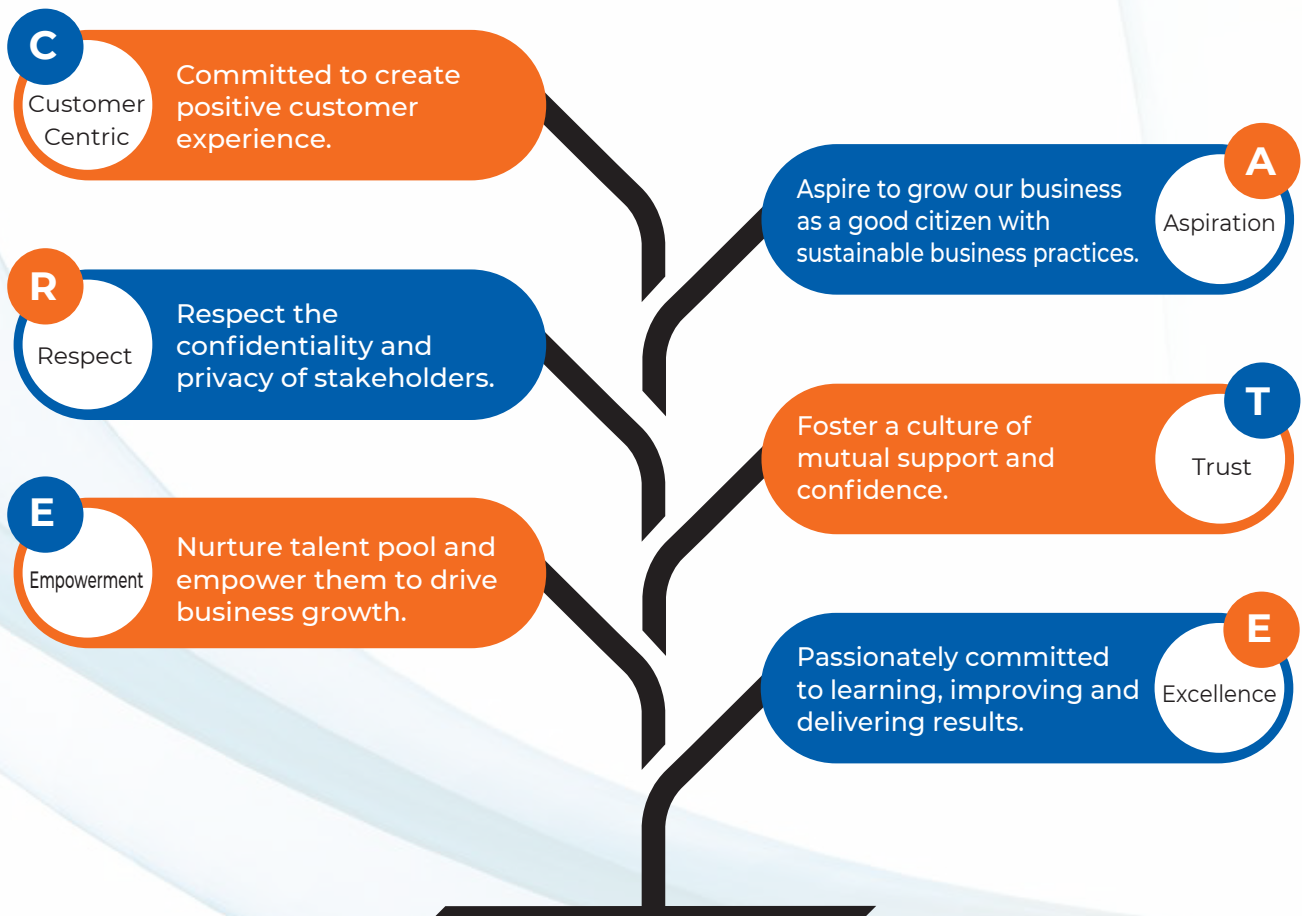 C
Customer
Centric
Committed to create
positive customer
experience.
R
Respect
Respect the
confidentiality and
privacy of stakeholders.
E
Empowerment
Nurture talent pool and
empower them to drive
business growth.
A
Aspiration
Aspire to grow our business
as a good citizen with
sustainable business practices.
T
Trust
Foster a culture of
mutual support and
confidence.
E
Excellence
Passionately committed
to learning, improving and
delivering results.